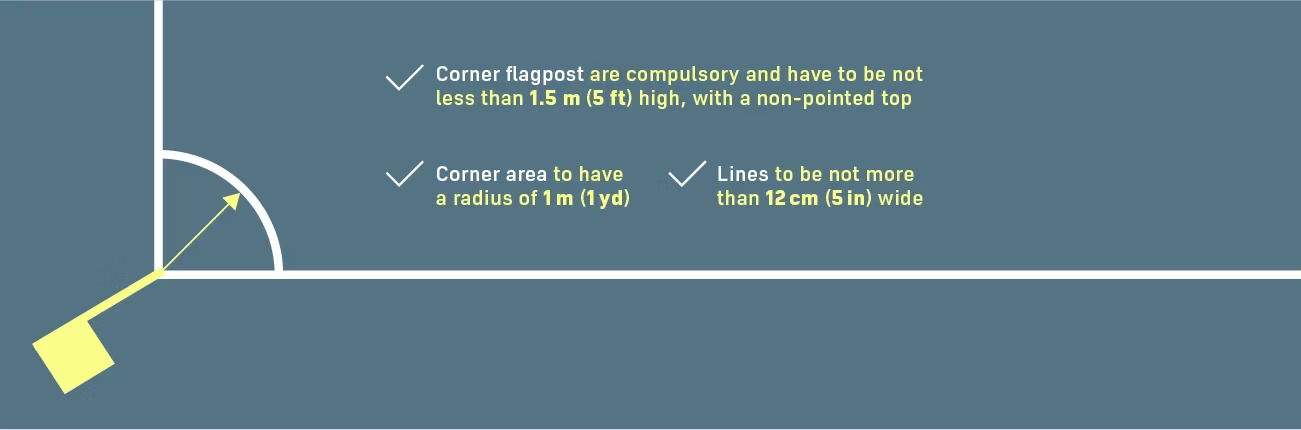 Corner flagpost are compulsory and have to be not
less than 1.5 m (5 ft) high, with a non-pointed top
Corner area to have
a radius of 1 m (1 yd)
Lines to be not more
than 12 cm (5 in) wide